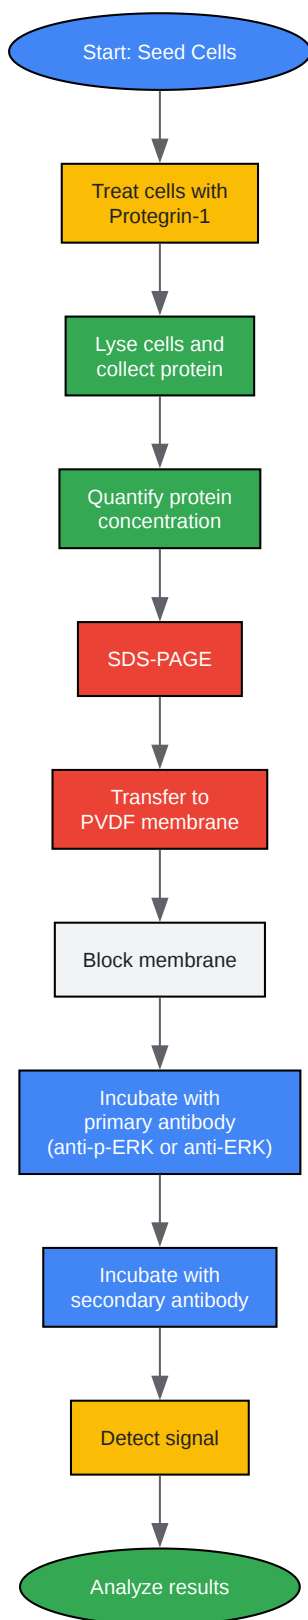 Start: Seed Cells
Treat cells with
Protegrin-1
Lyse cells and
collect protein
Quantify protein
concentration
SDS-PAGE
Transfer to
PVDF membrane
Block membrane
Incubate with
primary antibody
(anti-p-ERK or anti-ERK)
Incubate with
secondary antibody
Detect signal
Analyze results